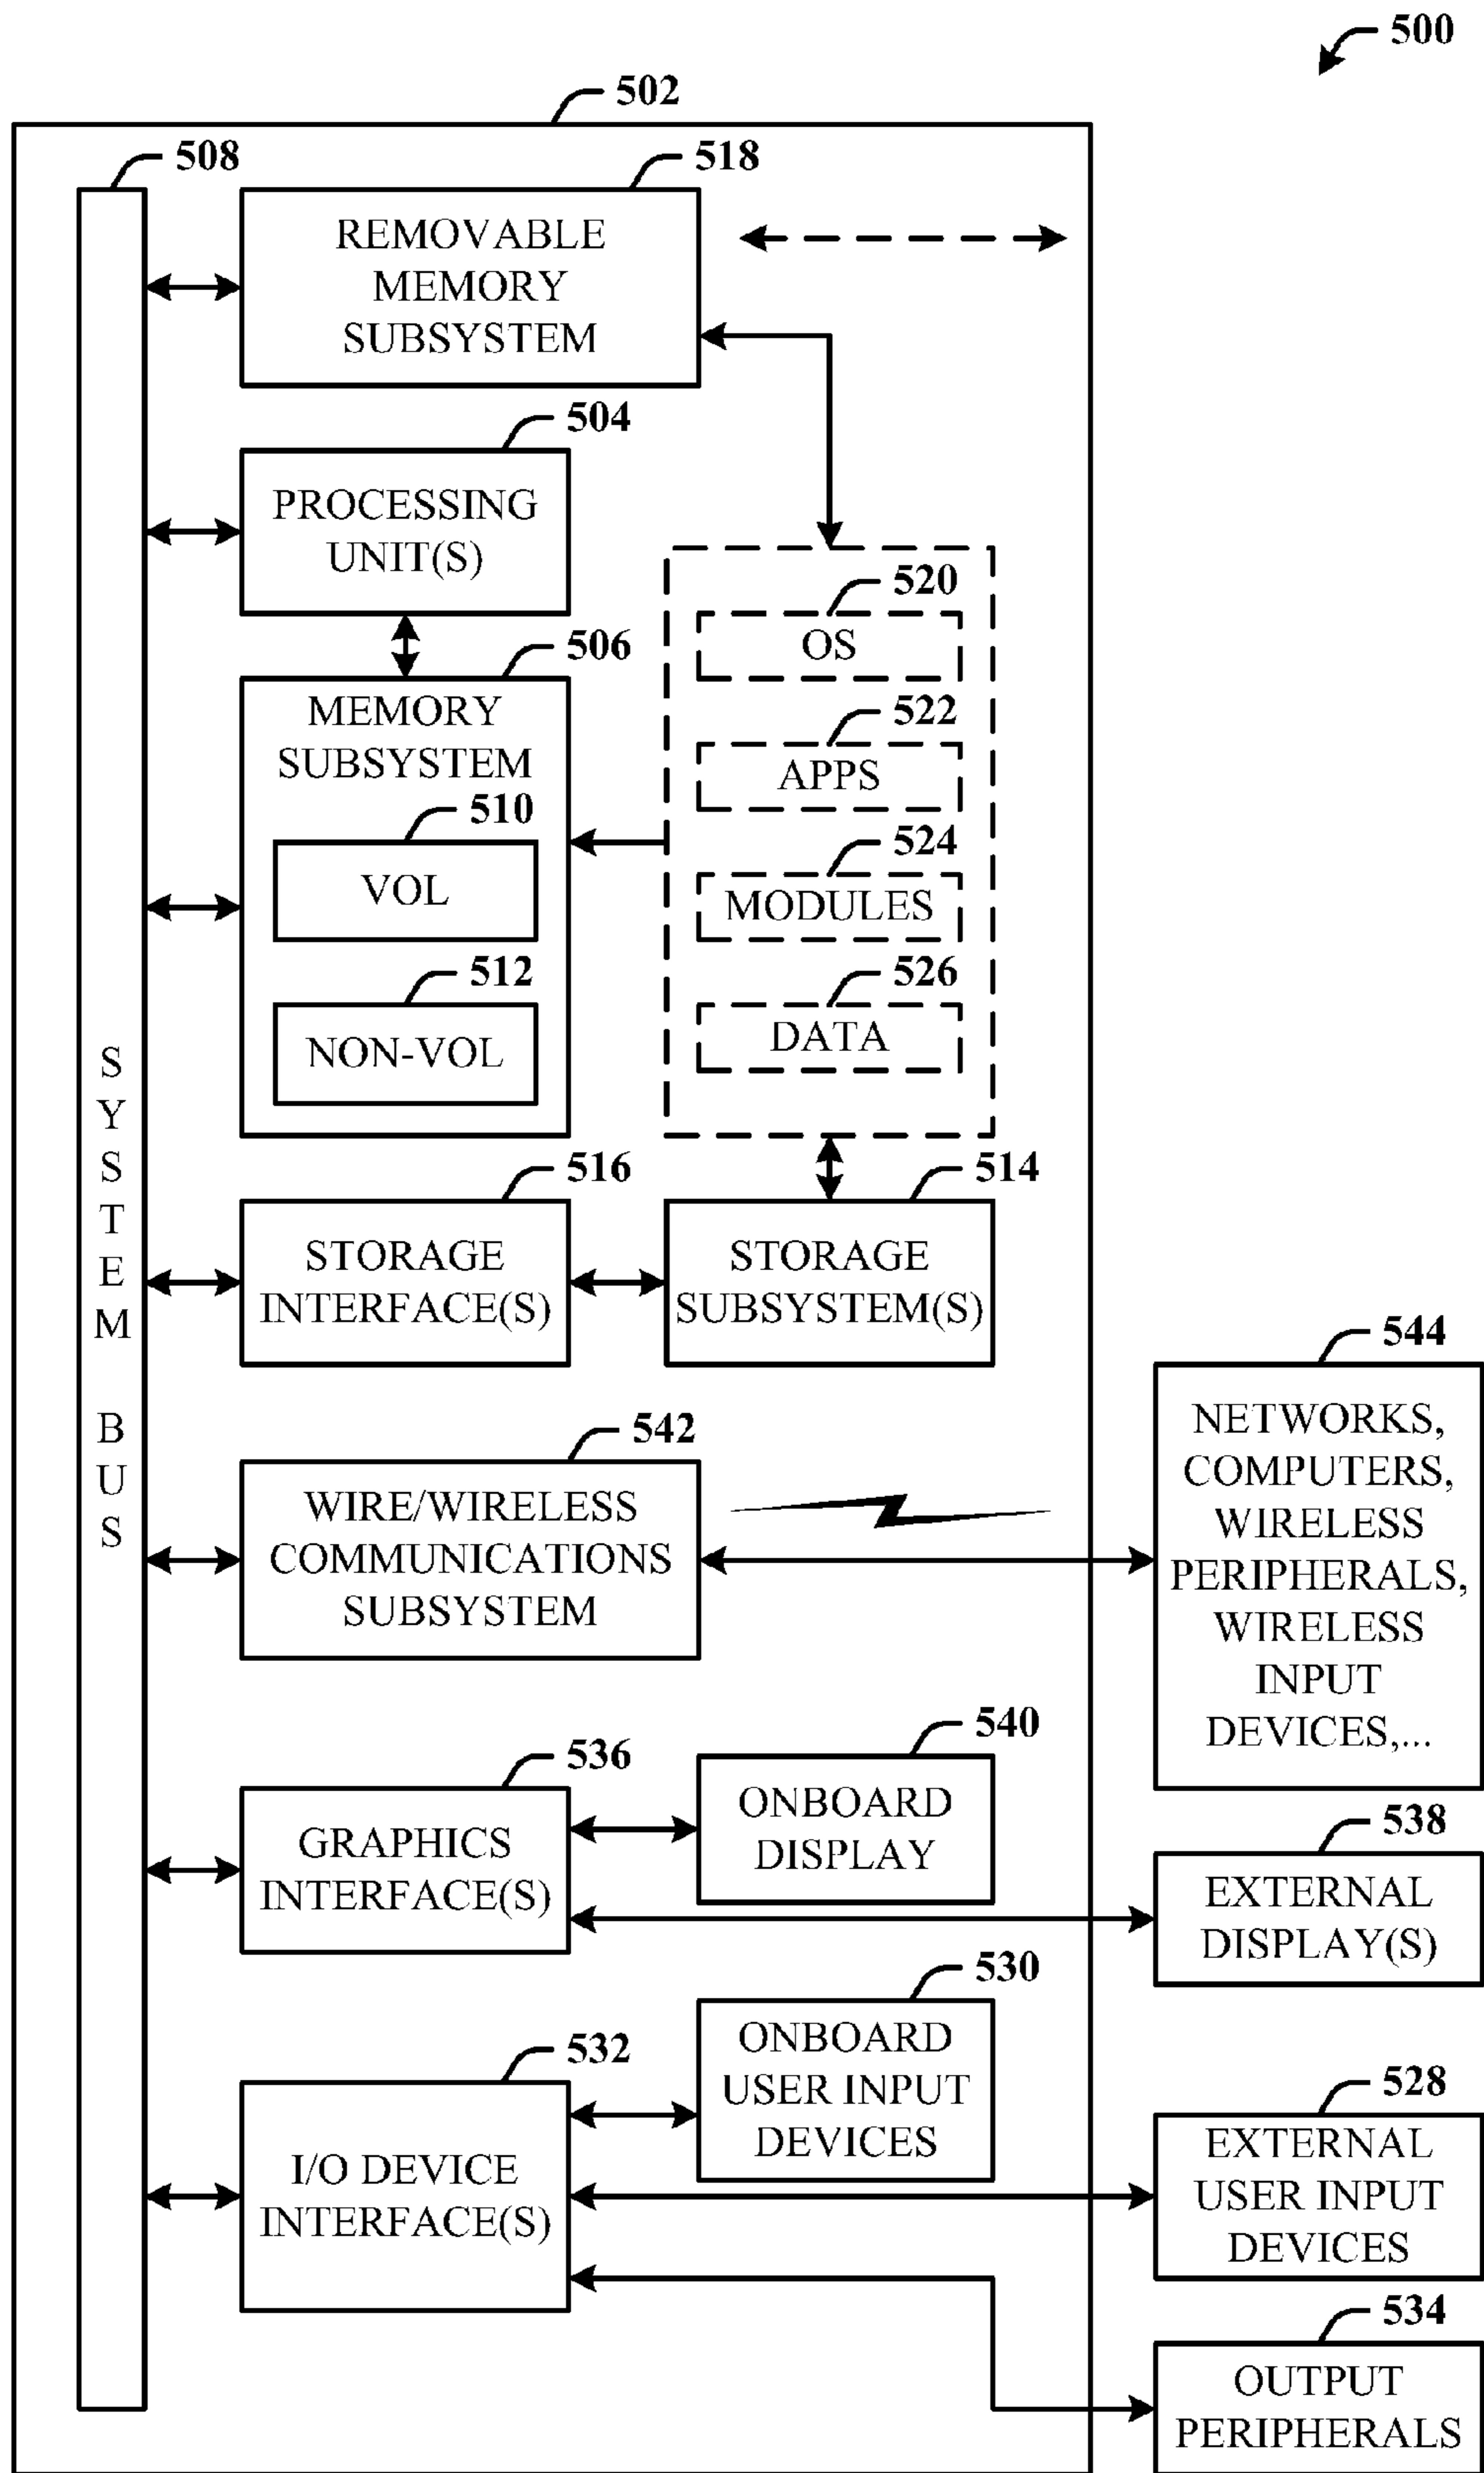 500
502
508
518
REMOVABLE
MEMORY
SUBSYSTEM
504
PROCESSING
UNIT(S)
506
MEMORY
SUBSYSTEM
510
VOL
512
NON-VOL
520
OS
522
APPS
524
MODULES
526
DATA
SYSTEM BUS
516
STORAGE
INTERFACE(S)
514
STORAGE
SUBSYSTEM(S)
542
WIRE/WIRELESS
COMMUNICATIONS
SUBSYSTEM
544
NETWORKS,
COMPUTERS,
WIRELESS
PERIPHERALS,
WIRELESS
INPUT
DEVICES,...
536
GRAPHICS
INTERFACE(S)
540
ONBOARD
DISPLAY
538
EXTERNAL
DISPLAY(S)
532
I/O DEVICE
INTERFACE(S)
530
ONBOARD
USER INPUT
DEVICES
528
EXTERNAL
USER INPUT
DEVICES
534
OUTPUT
PERIPHERALS